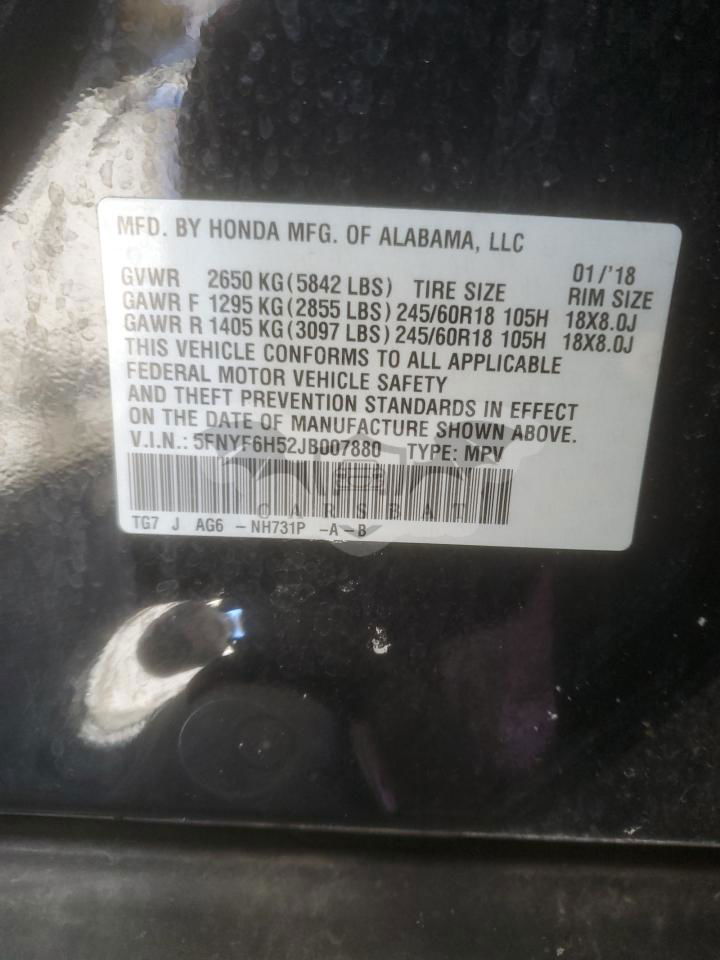 MFD. BY HONDA MFG. OF ALABAMA, LLC
01/'18
GVWR 2650 KG (5842 LBS) TIRE SIZE RIM SIZE
GAWR F 1295 KG (2855 LBS) 245/60R18 105H 18X8.0J
GAWR R 1405 KG (3097 LBS) 245/60R18 105H 18X8.0J
THIS VEHICLE CONFORMS TO ALL APPLICABLE
FEDERAL MOTOR VEHICLE SAFETY
AND THEFT PREVENTION STANDARDS IN EFFECT
ON THE DATE OF MANUFACTURE SHOWN ABOVE.
V.I.N.: 5FNYF6H52JB007880 TYPE: MPV
CARSBAT
TG7 J AG6 - NH731P -A-B